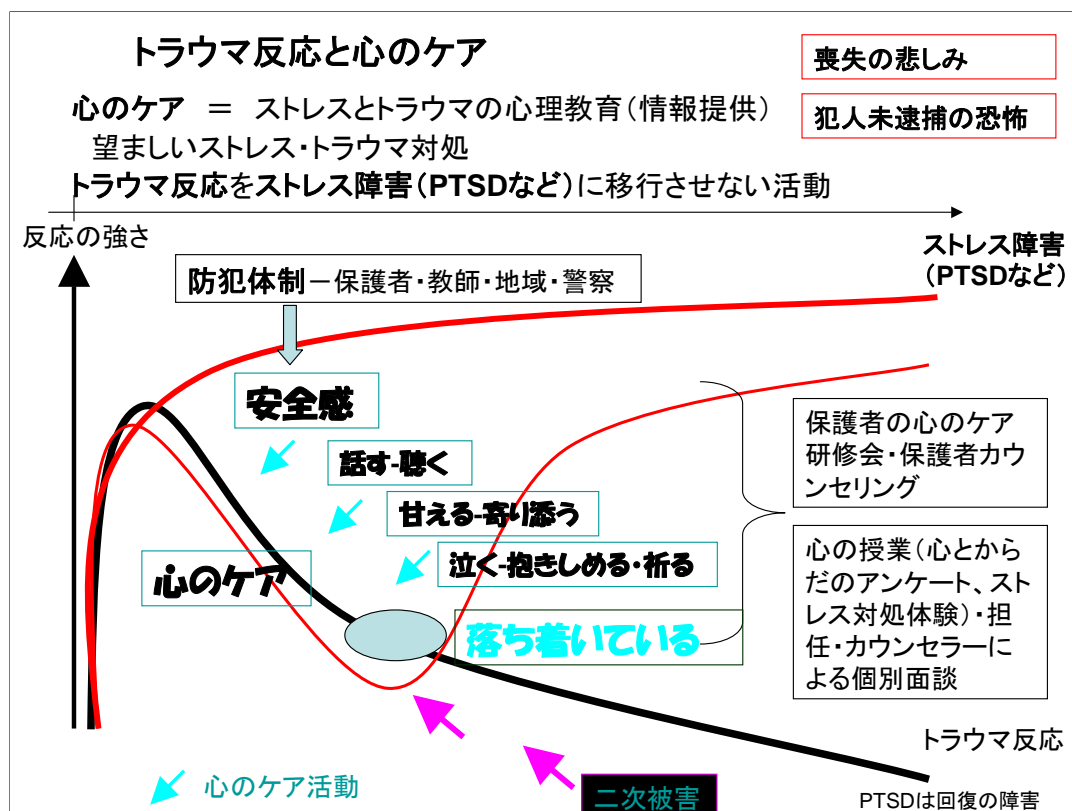 トラウマ反応と心のケア
喪失の悲しみ
犯人未逮捕の恐怖
心のケア ＝ ストレスとトラウマの心理教育（情報提供）
望ましいストレス・トラウマ対処
トラウマ反応をストレス障害（PTSDなど）に移行させない活動
反応の強さ
ストレス障害
（PTSDなど）
防犯体制－保護者・教師・地域・警察
安全感
話す-聴く
甘える-寄り添う
泣く-抱きしめる・祈る
心のケア
落ち着いている
保護者の心のケア
研修会・保護者カウ
ンセリング
心の授業（心とから
だのアンケート、スト
レス対処体験）・担
任・カウンセラーに
よる個別面談
トラウマ反応
心のケア活動
二次被害
PTSDは回復の障害